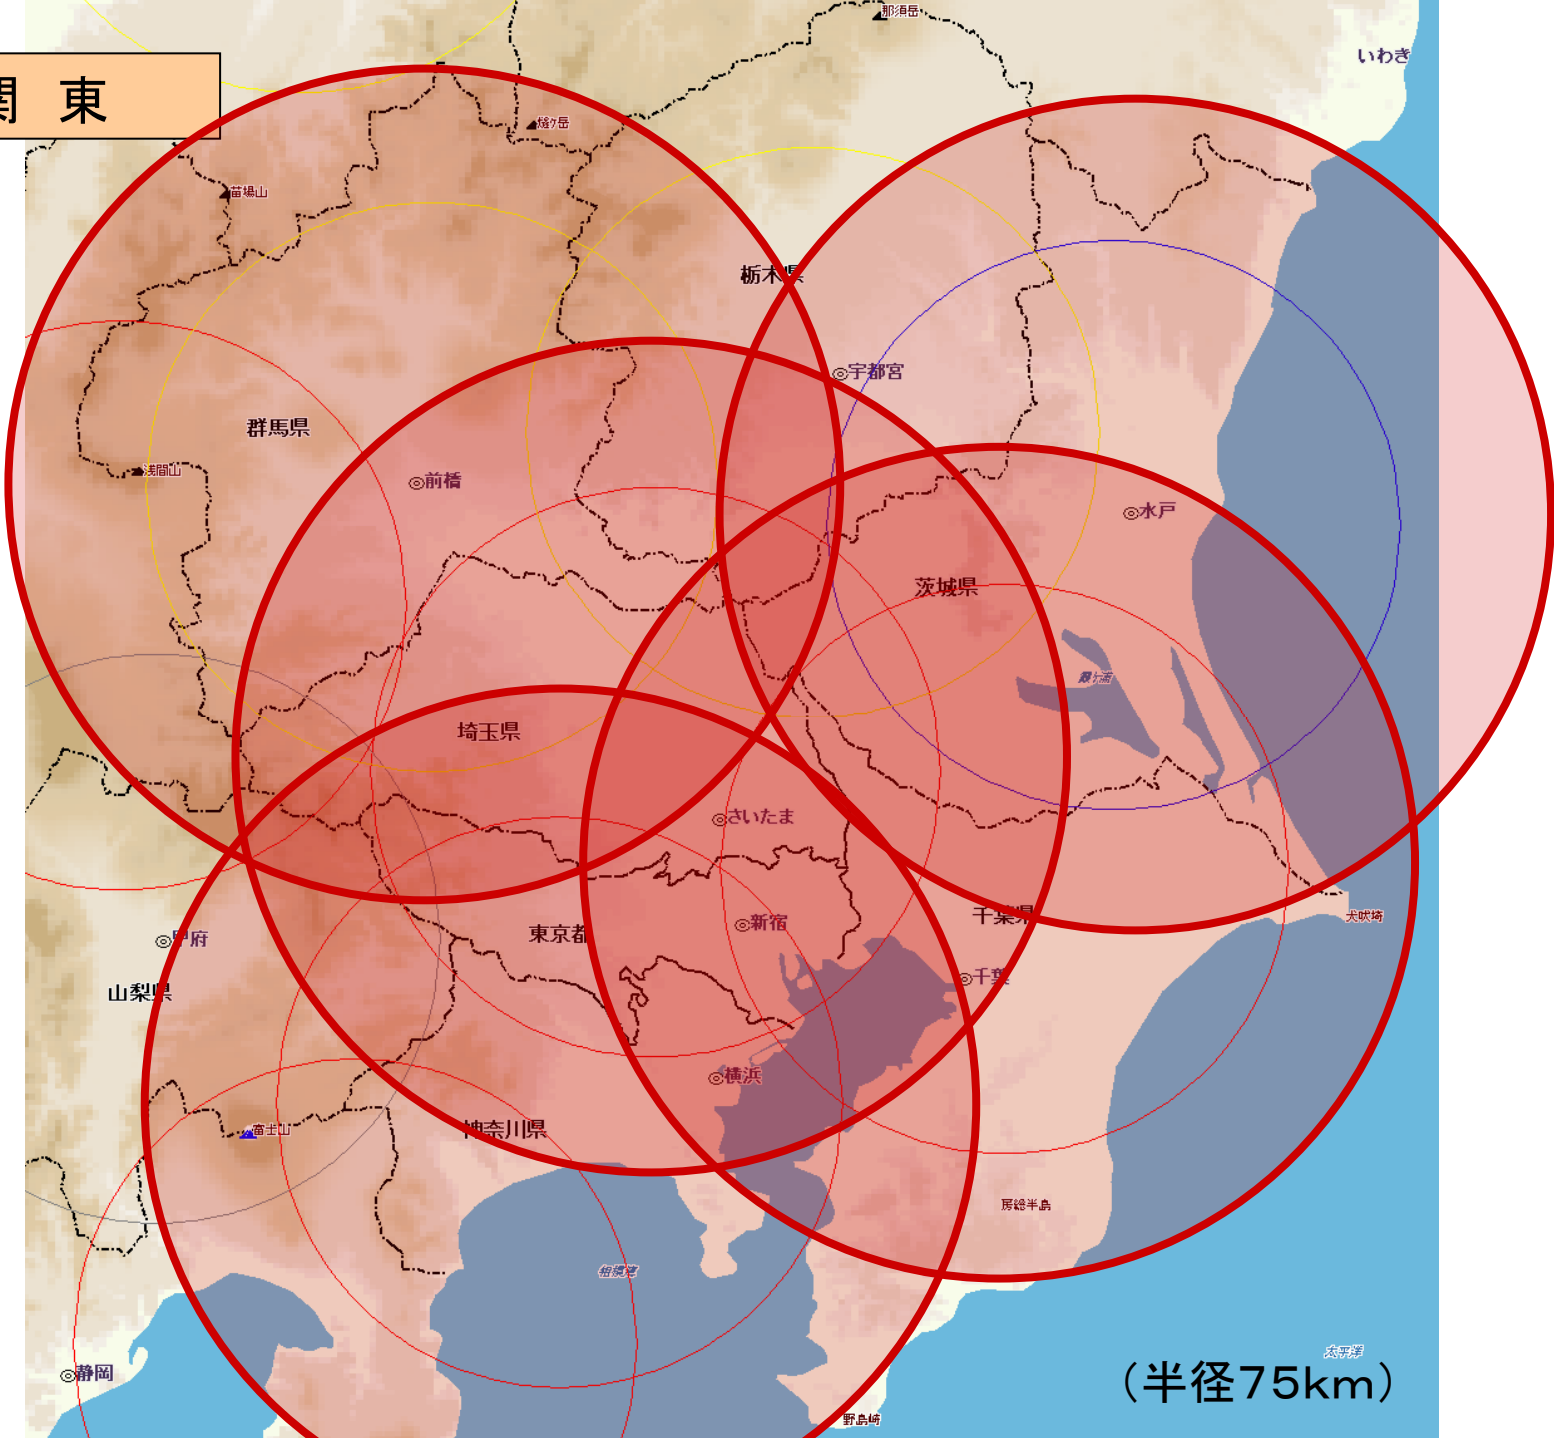 那須岳
いわき
関 東
燧ケ岳
苗場山
栃木県
宇都宮
群馬県
浅間山
前橋
水戸
茨城県
霞ケ浦
埼玉県
さいたま
千葉県
犬吠埼
新宿
東京都
甲府
千葉
山梨県
横浜
富士山
神奈川県
房総半島
相模湾
太平洋
静岡
（半径75km）
野島崎